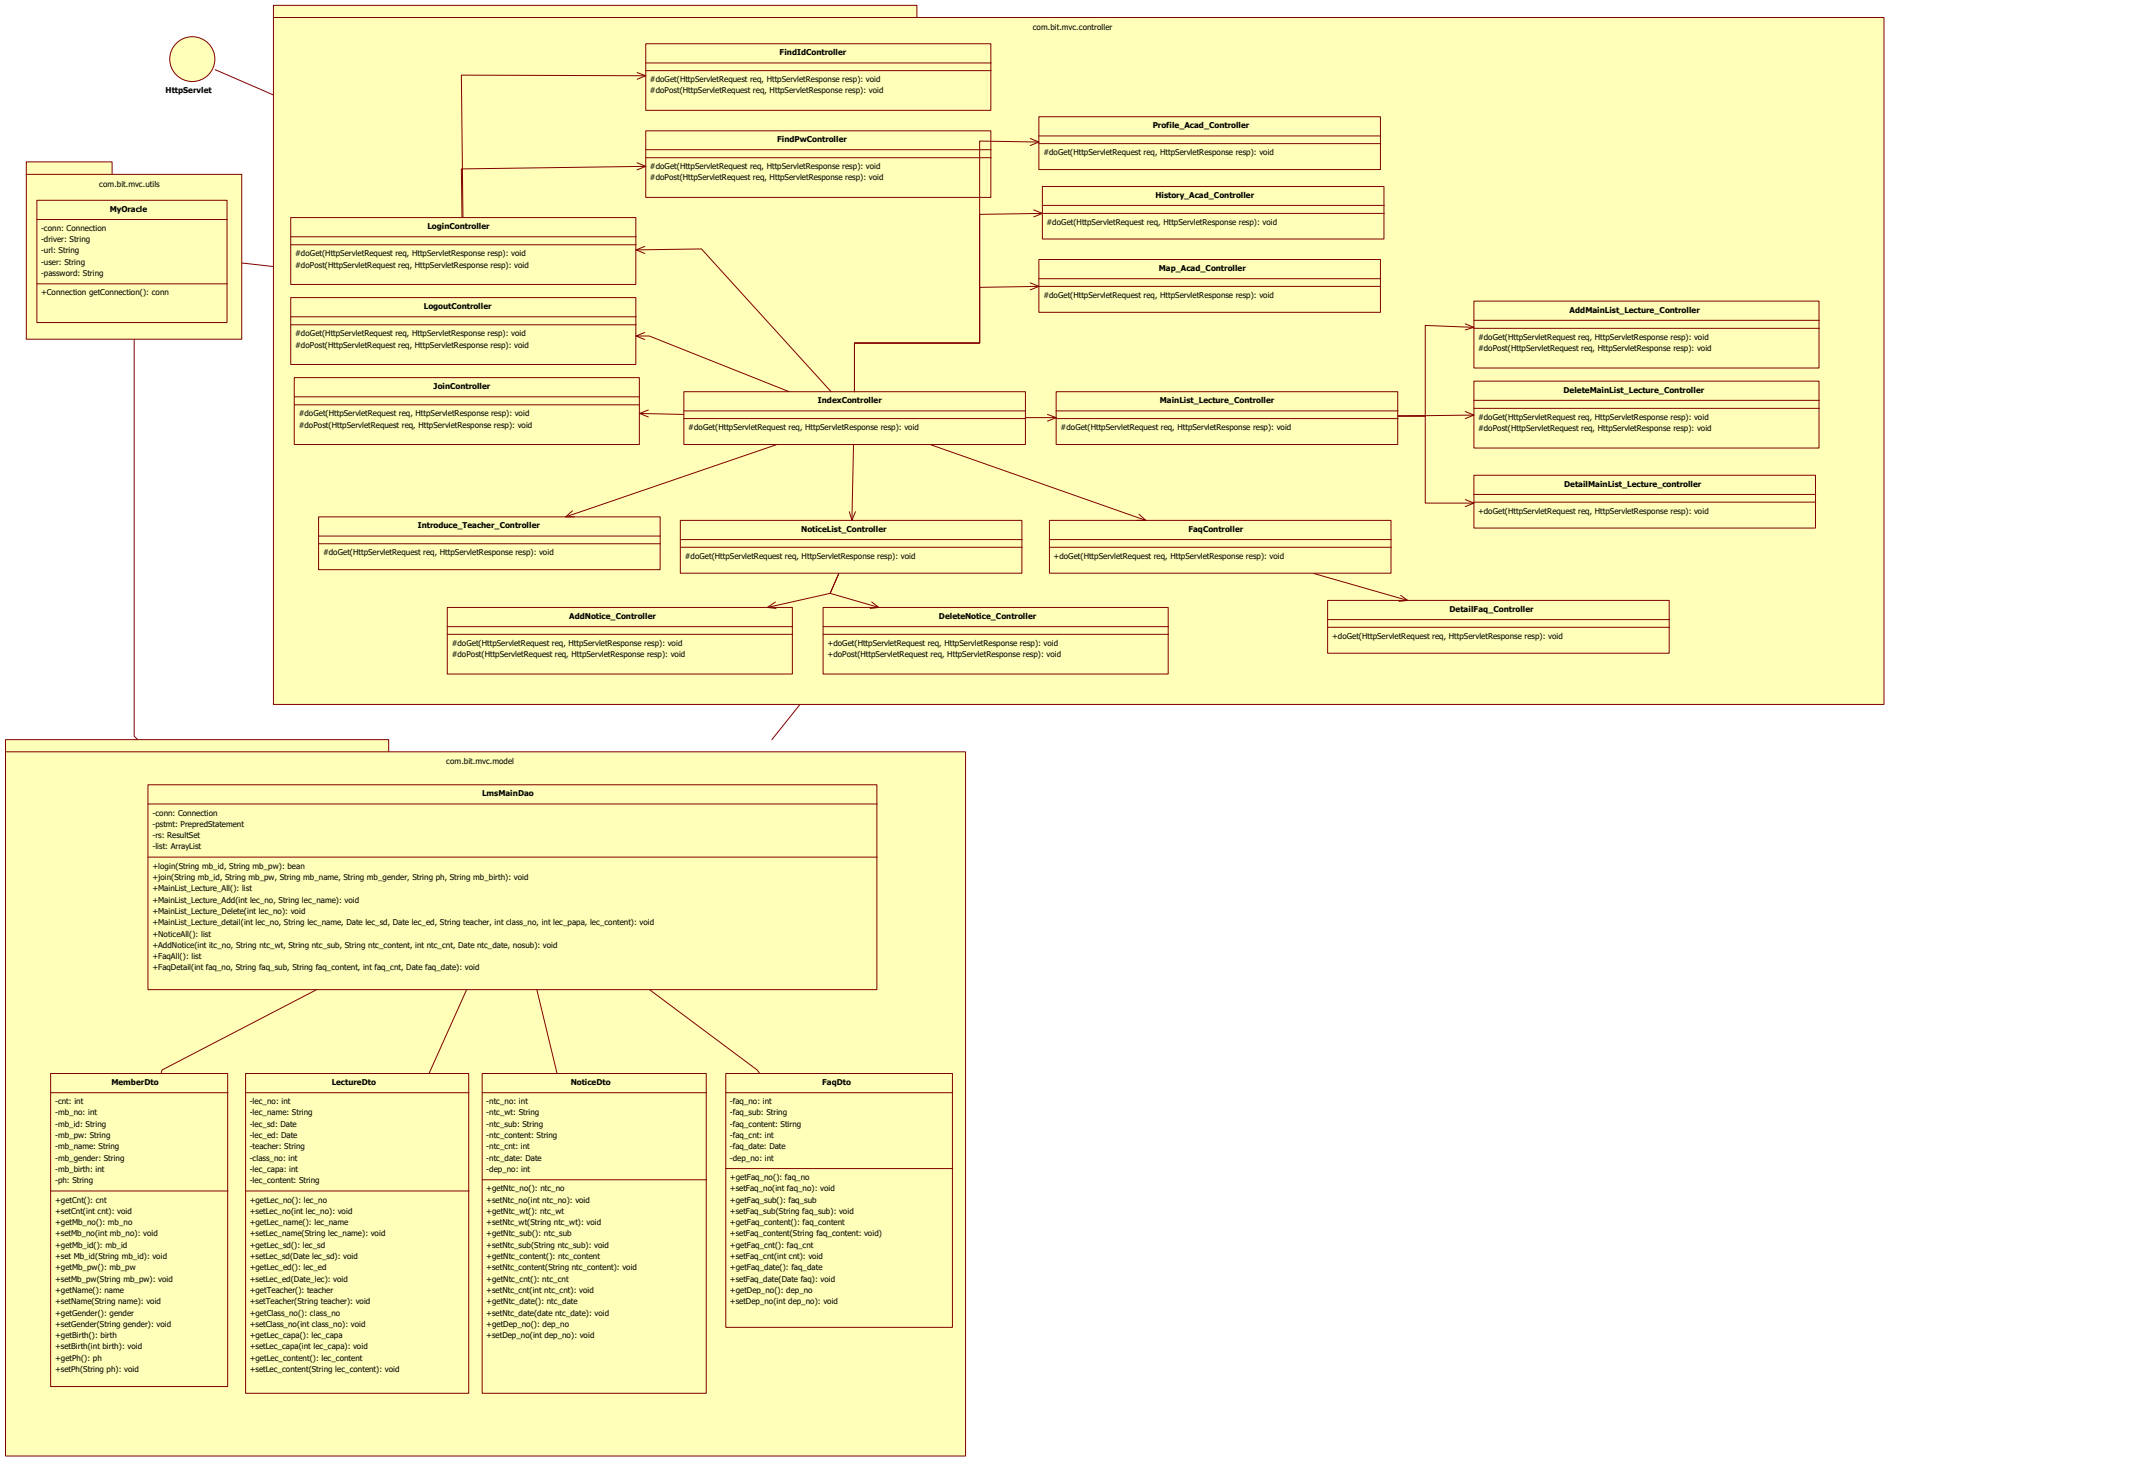 com.bit.mvc.controller
HttpServlet
FindIdController
#doGet(HttpServletRequest req, HttpServletResponse resp): void
#doPost(HttpServletRequest req, HttpServletResponse resp): void
FindPwController
#doGet(HttpServletRequest req, HttpServletResponse resp): void
#doPost(HttpServletRequest req, HttpServletResponse resp): void
Profile_Acad_Controller
#doGet(HttpServletRequest req, HttpServletResponse resp): void
History_Acad_Controller
#doGet(HttpServletRequest req, HttpServletResponse resp): void
Map_Acad_Controller
#doGet(HttpServletRequest req, HttpServletResponse resp): void
com.bit.mvc.utils
MyOracle
-conn: Connection
-driver: String
-url: String
-user: String
-password: String
+Connection getConnection(): conn
LoginController
#doGet(HttpServletRequest req, HttpServletResponse resp): void
#doPost(HttpServletRequest req, HttpServletResponse resp): void
LogoutController
#doGet(HttpServletRequest req, HttpServletResponse resp): void
#doPost(HttpServletRequest req, HttpServletResponse resp): void
JoinController
#doGet(HttpServletRequest req, HttpServletResponse resp): void
#doPost(HttpServletRequest req, HttpServletResponse resp): void
IndexController
#doGet(HttpServletRequest req, HttpServletResponse resp): void
MainList_Lecture_Controller
#doGet(HttpServletRequest req, HttpServletResponse resp): void
AddMainList_Lecture_Controller
#doGet(HttpServletRequest req, HttpServletResponse resp): void
#doPost(HttpServletRequest req, HttpServletResponse resp): void
DeleteMainList_Lecture_Controller
#doGet(HttpServletRequest req, HttpServletResponse resp): void
#doPost(HttpServletRequest req, HttpServletResponse resp): void
DetailMainList_Lecture_controller
+doGet(HttpServletRequest req, HttpServletResponse resp): void
Introduce_Teacher_Controller
#doGet(HttpServletRequest req, HttpServletResponse resp): void
NoticeList_Controller
#doGet(HttpServletRequest req, HttpServletResponse resp): void
FaqController
+doGet(HttpServletRequest req, HttpServletResponse resp): void
AddNotice_Controller
#doGet(HttpServletRequest req, HttpServletResponse resp): void
#doPost(HttpServletRequest req, HttpServletResponse resp): void
DeleteNotice_Controller
+doGet(HttpServletRequest req, HttpServletResponse resp): void
+doPost(HttpServletRequest req, HttpServletResponse resp): void
DetailFaq_Controller
+doGet(HttpServletRequest req, HttpServletResponse resp): void
com.bit.mvc.model
LmsMainDao
-conn: Connection
-pstmt: PrepredStatement
-rs: ResultSet
-list: ArrayList
+login(String mb_id, String mb_pw): bean
+join(String mb_id, String mb_pw, String mb_name, String mb_gender, String ph, String mb_birth): void
+MainList_Lecture_All(): list
+MainList_Lecture_Add(int lec_no, String lec_name): void
+MainList_Lecture_Delete(int lec_no): void
+MainList_Lecture_detail(int lec_no, String lec_name, Date lec_sd, Date lec_ed, String teacher, int class_no, int lec_papa, lec_content): void
+NoticeAll(): list
+AddNotice(int itc_no, String ntc_wt, String ntc_sub, String ntc_content, int ntc_cnt, Date ntc_date, nosub): void
+FaqAll(): list
+FaqDetail(int faq_no, String faq_sub, String faq_content, int faq_cnt, Date faq_date): void
MemberDto
-cnt: int
-mb_no: int
-mb_id: String
-mb_pw: String
-mb_name: String
-mb_gender: String
-mb_birth: int
-ph: String
+getCnt(): cnt
+setCnt(int cnt): void
+getMb_no(): mb_no
+setMb_no(int mb_no): void
+getMb_id(): mb_id
+set Mb_id(String mb_id): void
+getMb_pw(): mb_pw
+setMb_pw(String mb_pw): void
+getName(): name
+setName(String name): void
+getGender(): gender
+setGender(String gender): void
+getBirth(): birth
+setBirth(int birth): void
+getPh(): ph
+setPh(String ph): void
LectureDto
-lec_no: int
-lec_name: String
-lec_sd: Date
-lec_ed: Date
-teacher: String
-class_no: int
-lec_capa: int
-lec_content: String
+getLec_no(): lec_no
+setLec_no(int lec_no): void
+getLec_name(): lec_name
+setLec_name(String lec_name): void
+getLec_sd(): lec_sd
+setLec_sd(Date lec_sd): void
+getLec_ed(): lec_ed
+setLec_ed(Date_lec): void
+getTeacher(): teacher
+setTeacher(String teacher): void
+getClass_no(): class_no
+setClass_no(int class_no): void
+getLec_capa(): lec_capa
+setLec_capa(int lec_capa): void
+getLec_content(): lec_content
+setLec_content(String lec_content): void
NoticeDto
-ntc_no: int
-ntc_wt: String
-ntc_sub: String
-ntc_content: String
-ntc_cnt: int
-ntc_date: Date
-dep_no: int
+getNtc_no(): ntc_no
+setNtc_no(int ntc_no): void
+getNtc_wt(): ntc_wt
+setNtc_wt(String ntc_wt): void
+getNtc_sub(): ntc_sub
+setNtc_sub(String ntc_sub): void
+getNtc_content(): ntc_content
+setNtc_content(String ntc_content): void
+getNtc_cnt(): ntc_cnt
+setNtc_cnt(int ntc_cnt): void
+getNtc_date(): ntc_date
+setNtc_date(date ntc_date): void
+getDep_no(): dep_no
+setDep_no(int dep_no): void
FaqDto
-faq_no: int
-faq_sub: String
-faq_content: Stirng
-faq_cnt: int
-faq_date: Date
-dep_no: int
+getFaq_no(): faq_no
+setFaq_no(int faq_no): void
+getFaq_sub(): faq_sub
+setFaq_sub(String faq_sub): void
+getFaq_content(): faq_content
+setFaq_content(String faq_content: void)
+getFaq_cnt(): faq_cnt
+setFaq_cnt(int cnt): void
+getFaq_date(): faq_date
+setFaq_date(Date faq): void
+getDep_no(): dep_no
+setDep_no(int dep_no): void